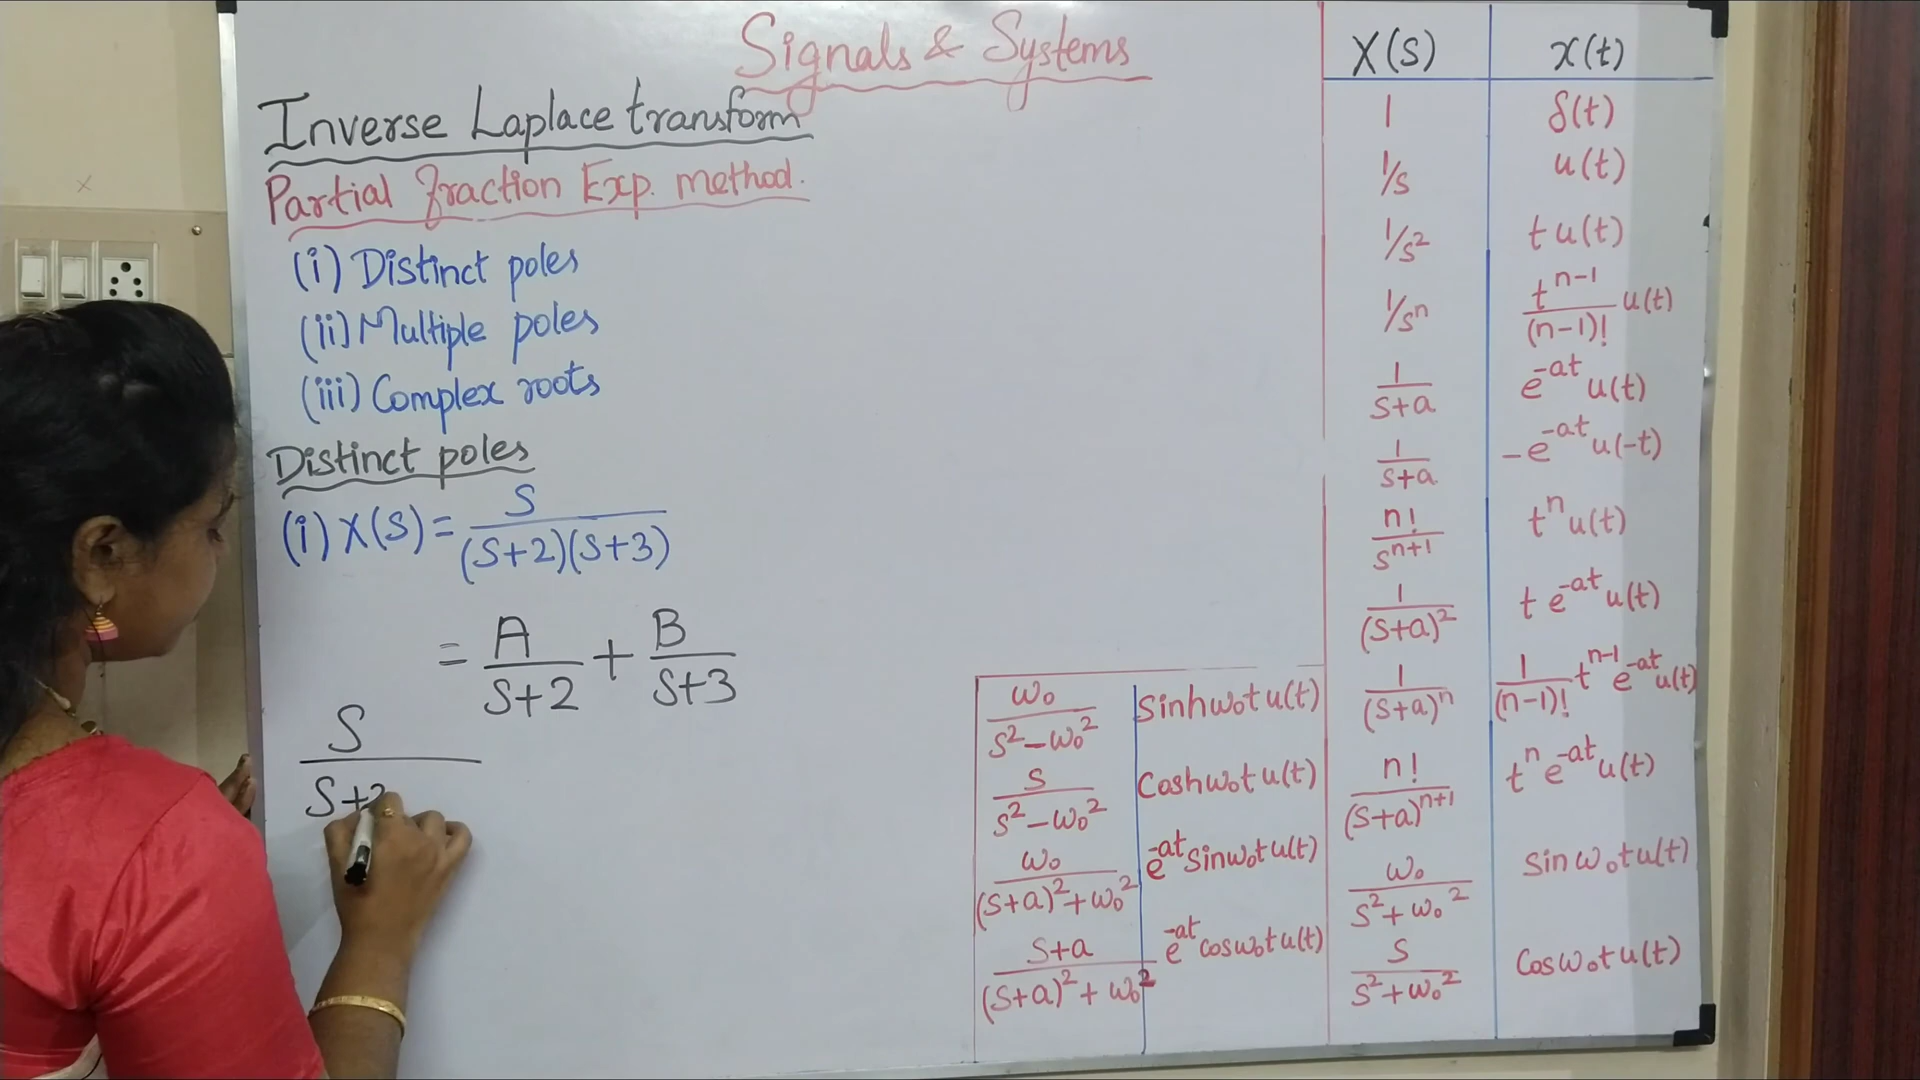 Signals & Systems
Inverse Laplace transform
Partial fraction Exp. method.
(i) Distinct poles
(ii) Multiple poles
(iii) Complex roots
Distinct poles
(i) X(S) = S / (S+2)(S+3)
= A / S+2 + B / S+3
S / S+2
X(S) x(t)
1 δ(t)
1/S u(t)
1/S² t u(t)
1/Sⁿ t^(n-1) / (n-1)! u(t)
1 / S+a e^-at u(t)
1 / S+a -e^-at u(-t)
n! / S^(n+1) tⁿ u(t)
1 / (S+a)² t e^-at u(t)
1 / (S+a)ⁿ 1 / (n-1)! t^(n-1) e^-at u(t)
n! / (S+a)^(n+1) tⁿ e^-at u(t)
ω₀ / S²+ω₀² Sin ω₀t u(t)
S / S²+ω₀² Cos ω₀t u(t)
ω₀ / S²-ω₀² Sinh ω₀t u(t)
S / S²-ω₀² Cosh ω₀t u(t)
ω₀ / (S+a)²+ω₀² e^-at Sin ω₀t u(t)
S+a / (S+a)²+ω₀² e^-at cos ω₀t u(t)